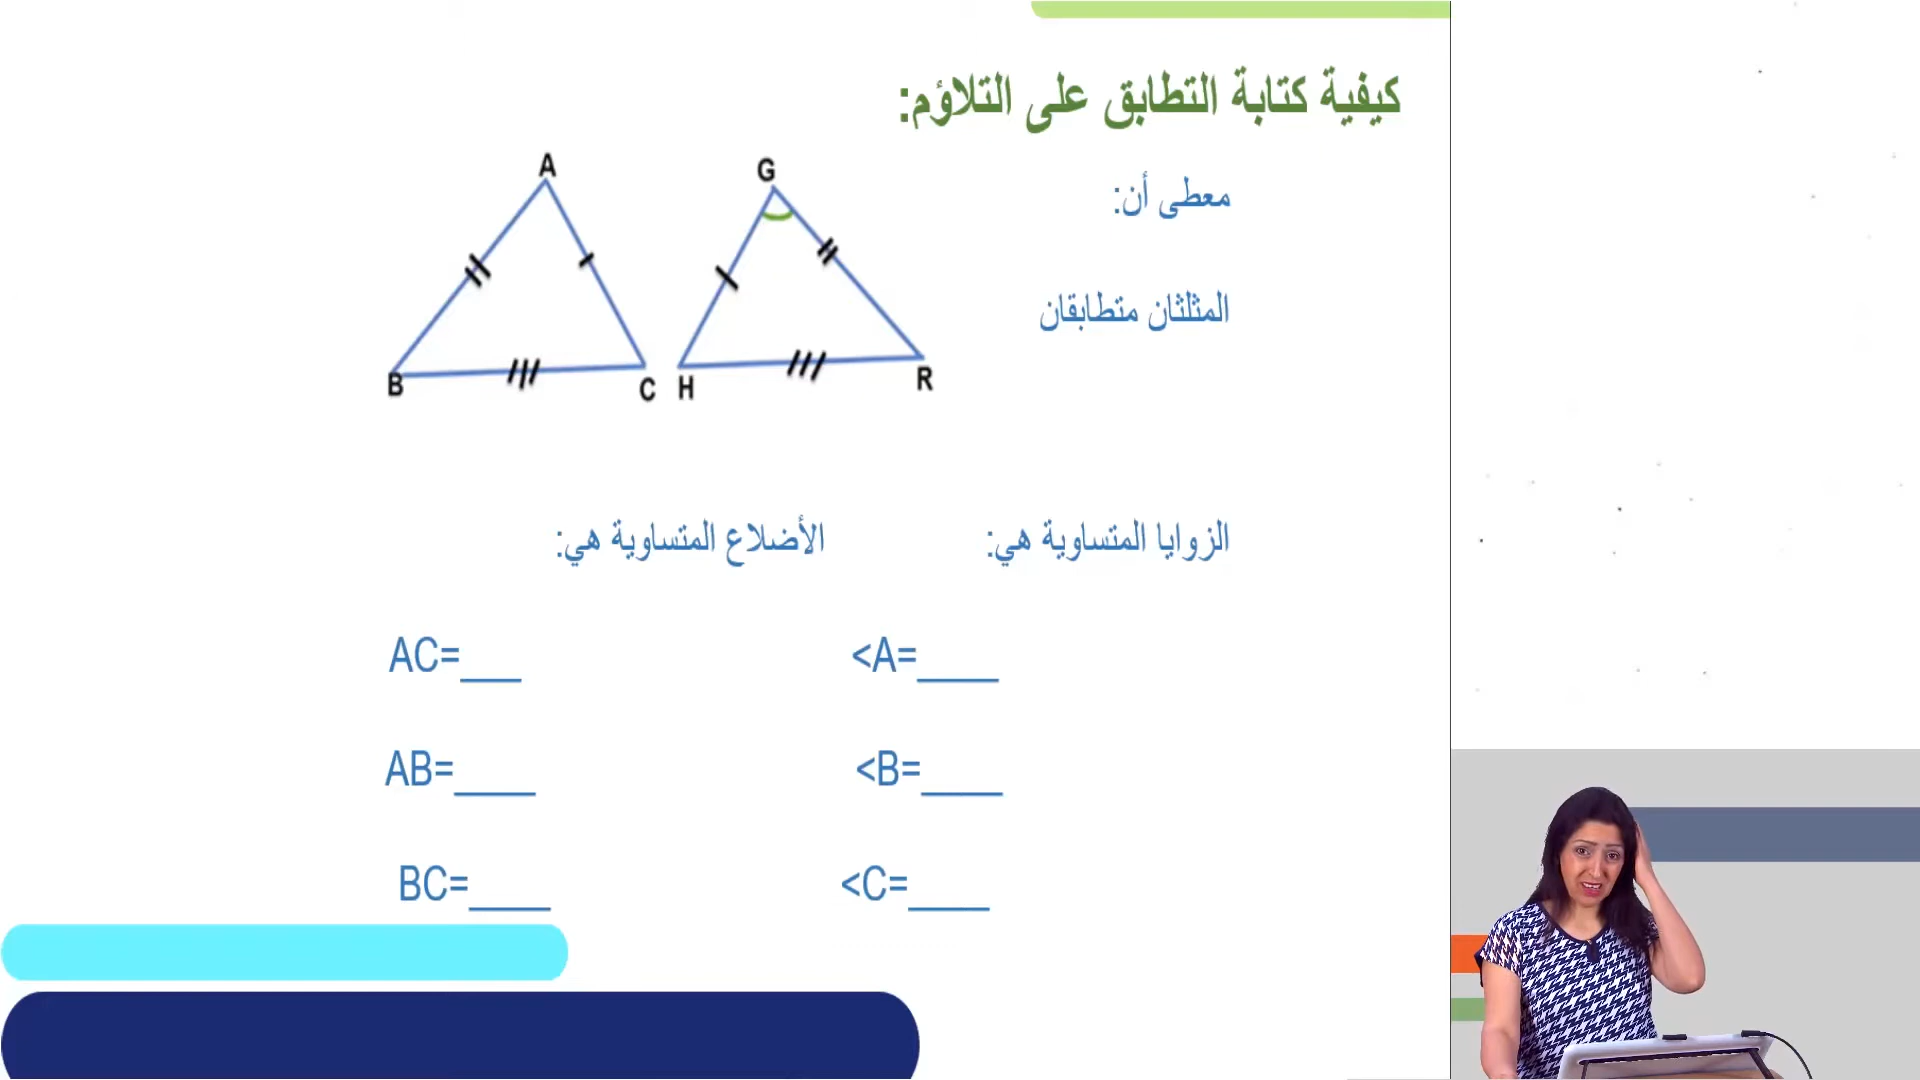 كيفية كتابة التطابق على التلاؤم:
معطى أن:
المثلثان متطابقان
A
G
B
C
H
R
الزوايا المتساوية هي:
الأضلاع المتساوية هي:
<A=____
AC=___
<B=____
AB=____
<C=____
BC=____